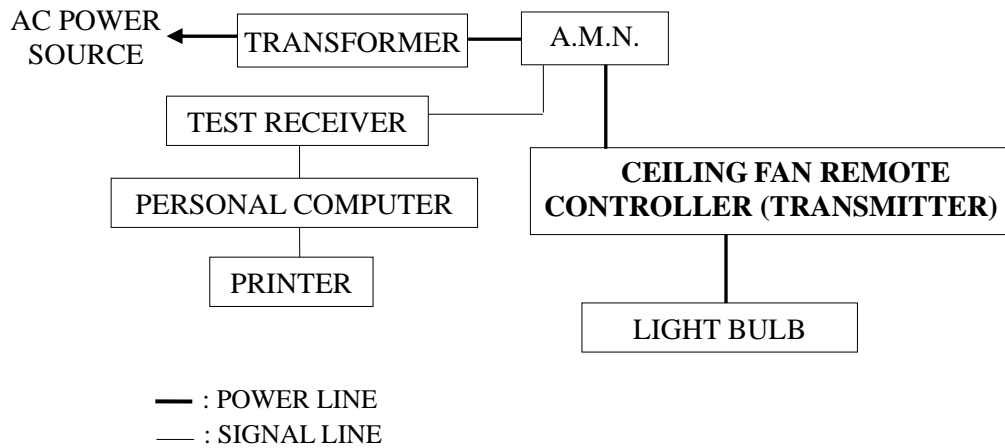 AC POWER
SOURCE
TRANSFORMER
A.M.N.
TEST RECEIVER
CEILING FAN REMOTE
CONTROLLER (TRANSMITTER)
PERSONAL COMPUTER
PRINTER
LIGHT BULB
: POWER LINE
: SIGNAL LINE